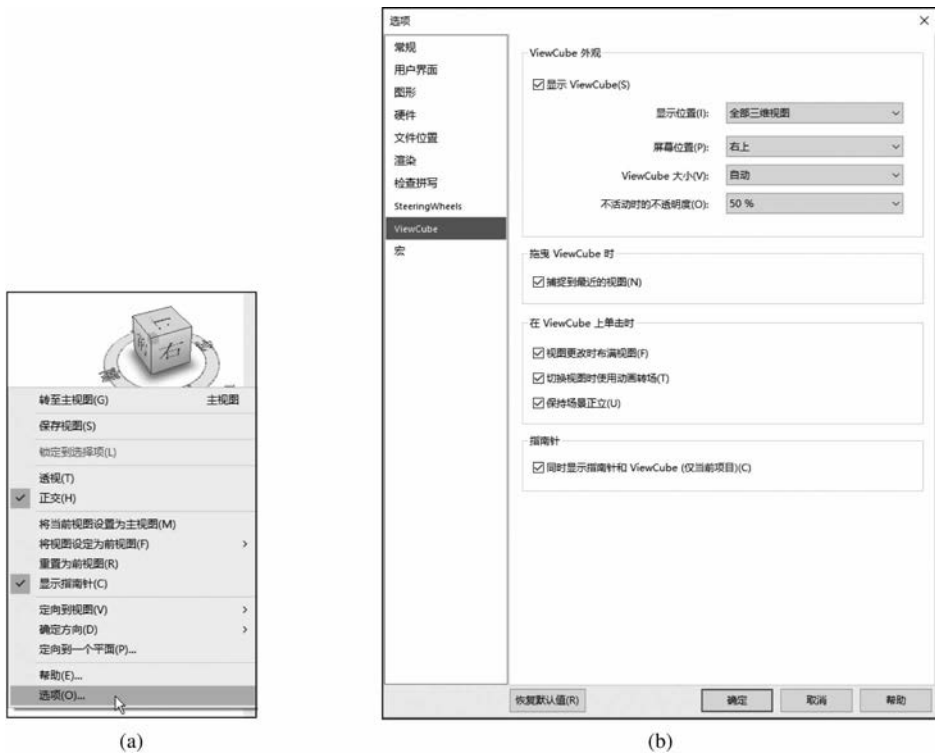 右
转至主视图(G) 主视图
保存视图(S)
锁定到选择项(L)
透视(T)
正交(H)
将当前视图设置为主视图(M)
将视图设定为前视图(F)
重置为前视图(R)
显示指南针(C)
定向到视图(V)
确定方向(D)
定向到一个平面(P)...
帮助(E)...
选项(O)...
(a)
选项
常规
用户界面
图形
硬件
文件位置
渲染
检查拼写
SteeringWheels
ViewCube
宏
ViewCube 外观
显示 ViewCube(S)
显示位置(I): 全部三维视图
屏幕位置(P): 右上
ViewCube 大小(V): 自动
不活动时的不透明度(O): 50 %
拖曳 ViewCube 时
捕捉到最近的视图(N)
在 ViewCube 上单击时
视图更改时布满视图(F)
切换视图时使用动画转场(T)
保持场景正立(U)
指南针
同时显示指南针和 ViewCube (仅当前项目)(C)
恢复默认值(R) 确定 取消 帮助
(b)